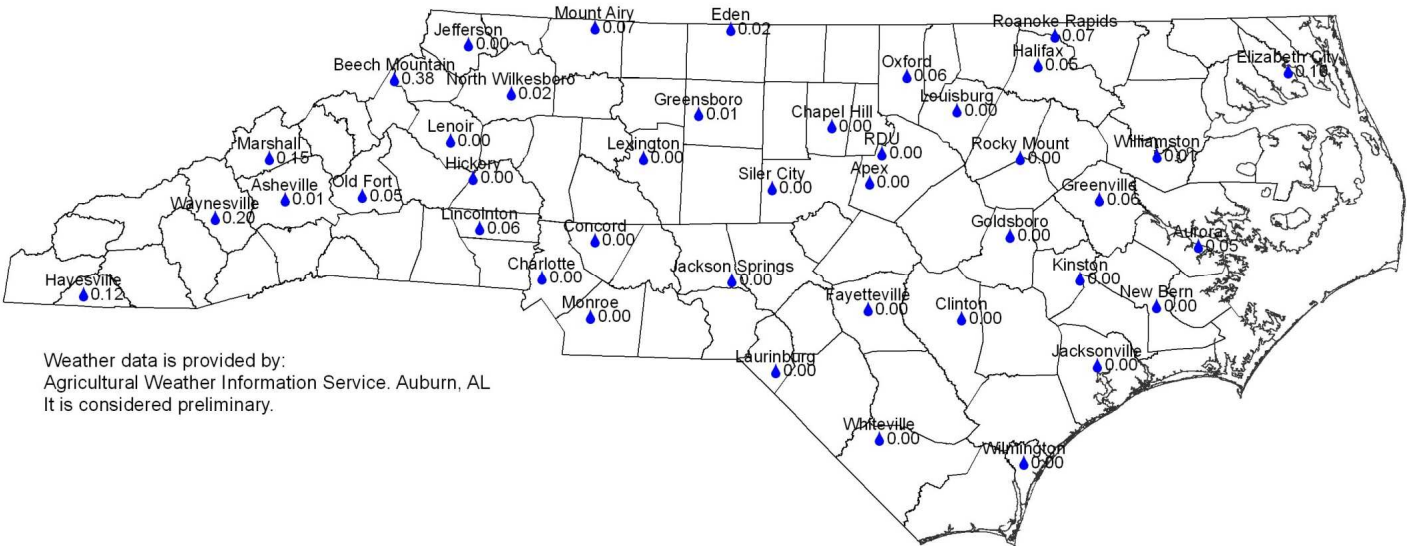 Mount Airy
0.07
Eden
0.02
Roanoke Rapids
0.07
Jefferson
0.00
Halifax
0.05
Elizabeth City
0.10
Beech Mountain
0.38
North Wilkesboro
0.02
Oxford
0.06
Greensboro
0.01
Chapel Hill
0.00
Louisburg
0.00
Lenoir
0.00
Marshall
0.15
Lexington
0.00
RDU
0.00
Rocky Mount
0.00
Williamston
0.01
Hickory
0.00
Asheville
0.01
Old Fort
0.05
Siler City
0.00
Apex
0.00
Greenville
0.06
Waynesville
0.20
Lincolnton
0.06
Concord
0.00
Goldsboro
0.00
Aurora
0.05
Hayesville
0.12
Charlotte
0.00
Jackson Springs
0.00
Kinston
0.00
New Bern
0.00
Monroe
0.00
Fayetteville
0.00
Clinton
0.00
Laurinburg
0.00
Jacksonville
0.00
Whiteville
0.00
Wilmington
0.00
Weather data is provided by:
Agricultural Weather Information Service. Auburn, AL
It is considered preliminary.